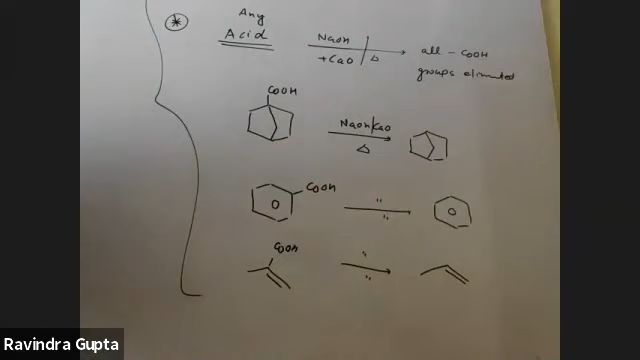 * Any
Acid NaOH all - COOH
+CaO Δ groups eliminated
COOH
NaOH/CaO
Δ
COOH
"
"
COOH
"
"
Ravindra Gupta